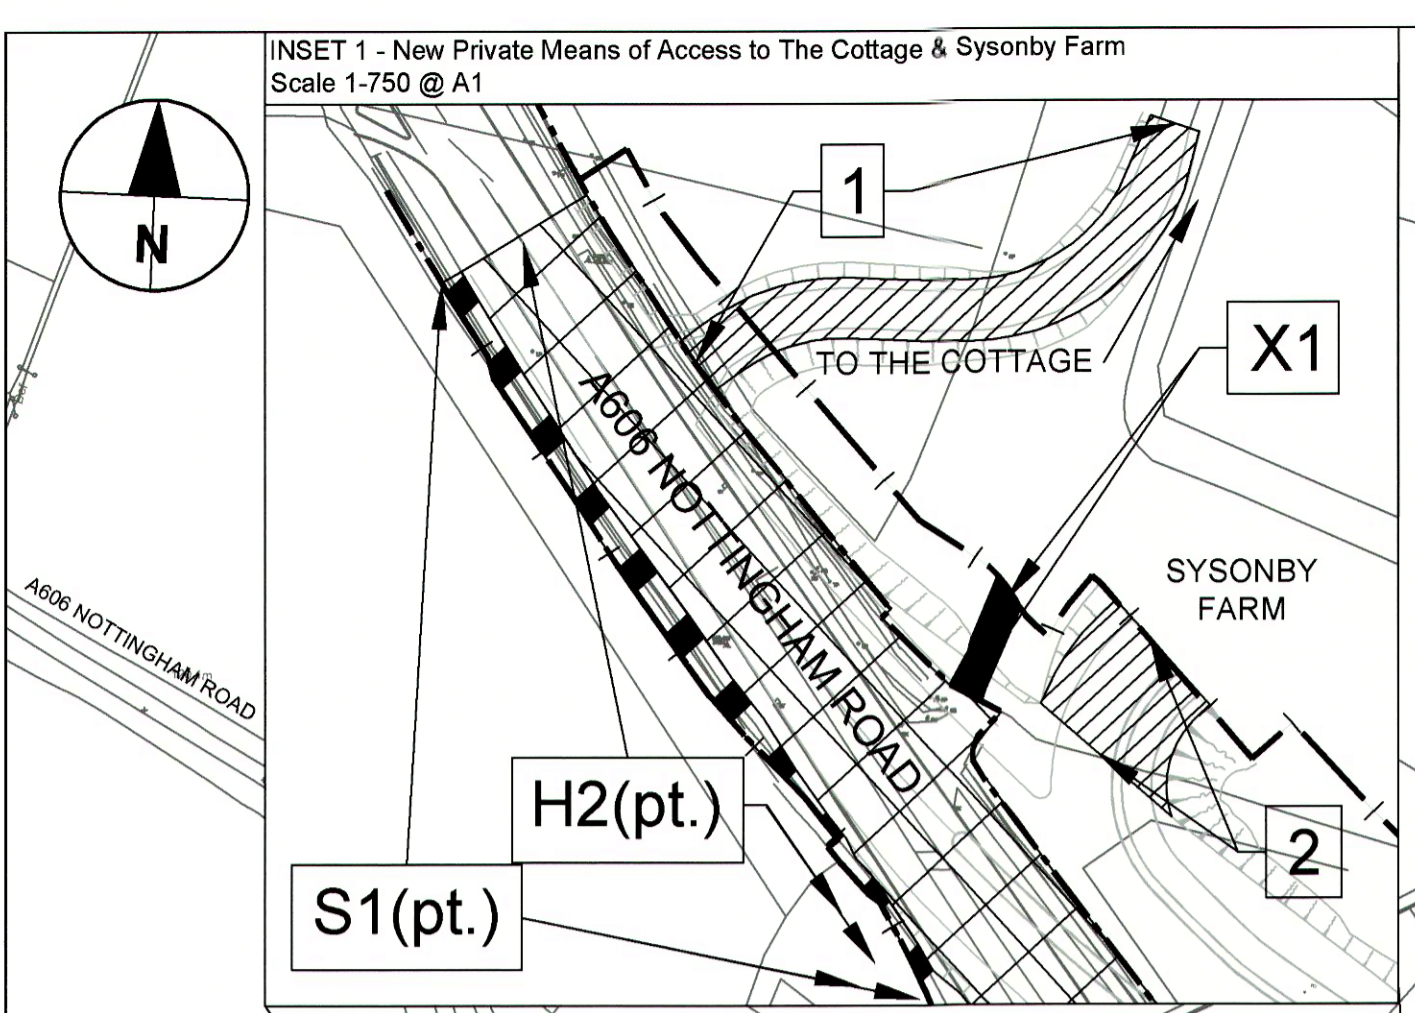 INSET 1 - New Private Means of Access to The Cottage & Sysonby Farm
Scale 1-750 @ A1
N
1
X1
TO THE COTTAGE
A606 NOTTINGHAM ROAD
SYSONBY
FARM
A606 NOTTINGHAM ROAD
H2(pt.)
2
S1(pt.)